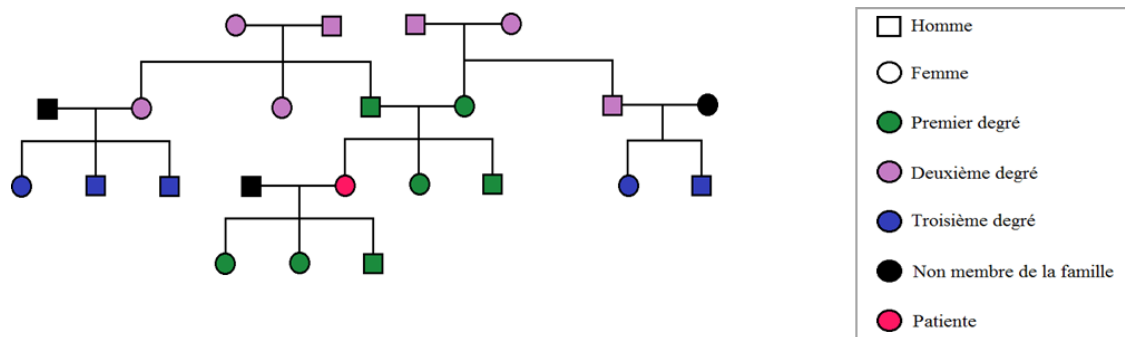 Homme
Femme
Premier degré
Deuxième degré
Troisième degré
Non membre de la famille
Patiente